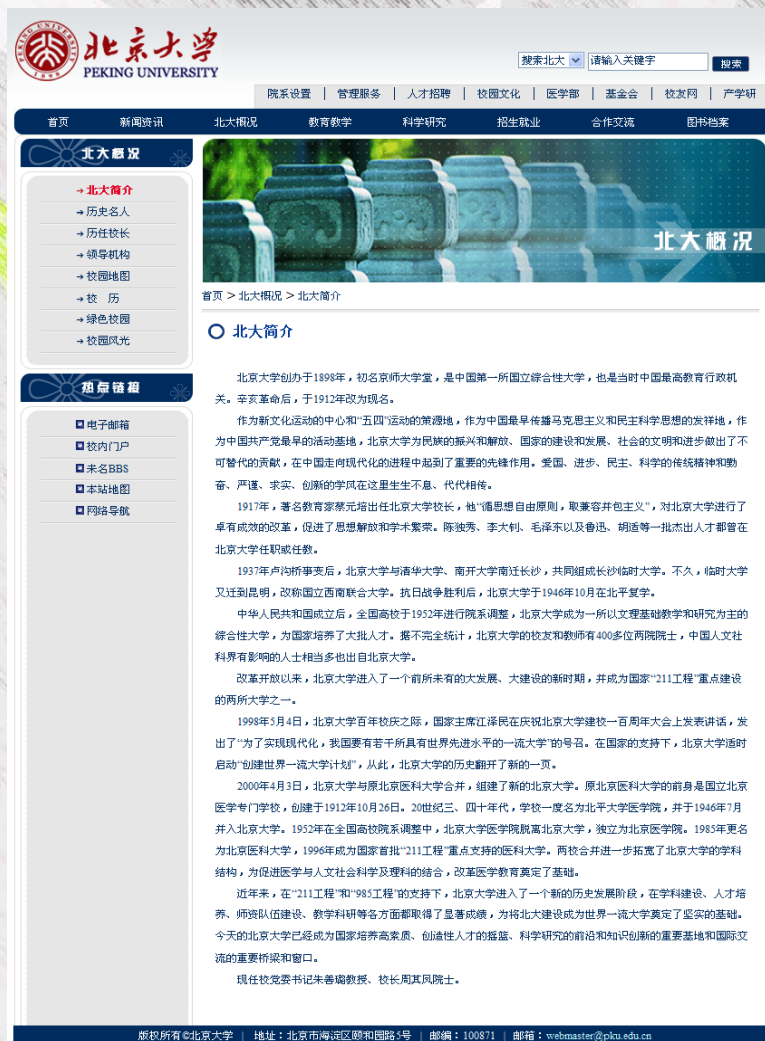 北京大学
PEKING UNIVERSITY
PEKING UNIVERSITY
1898
搜索北大 请输入关键字 搜索
院系设置 | 管理服务 | 人才招聘 | 校园文化 | 医学部 | 基金会 | 校友网 | 产学研
首页 新闻资讯 北大概况 教育教学 科学研究 招生就业 合作交流 图书档案
北大概况
→北大简介
→历史名人
→历任校长
→领导机构
→校园地图
→校 历
→绿色校园
→校园风光
热点链接
电子邮箱
校内门户
未名BBS
本站地图
网络导航
北大概况
首页 > 北大概况 > 北大简介
北大简介
北京大学创办于1898年，初名京师大学堂，是中国第一所国立综合性大学，也是当时中国最高教育行政机
关。辛亥革命后，于1912年改为现名。
作为新文化运动的中心和“五四”运动的策源地，作为中国最早传播马克思主义和民主科学思想的发祥地，作
为中国共产党最早的活动基地，北京大学为民族的振兴和解放、国家的建设和发展、社会的文明和进步做出了不
可替代的贡献，在中国走向现代化的进程中起到了重要的先锋作用。爱国、进步、民主、科学的传统精神和勤
奋、严谨、求实、创新的学风在这里生生不息、代代相传。
1917年，著名教育家蔡元培出任北京大学校长，他“循思想自由原则，取兼容并包主义”，对北京大学进行了
卓有成效的改革，促进了思想解放和学术繁荣。陈独秀、李大钊、毛泽东以及鲁迅、胡适等一批杰出人才都曾在
北京大学任职或任教。
1937年卢沟桥事变后，北京大学与清华大学、南开大学南迁长沙，共同组成长沙临时大学。不久，临时大学
又迁到昆明，改称国立西南联合大学。抗日战争胜利后，北京大学于1946年10月在北平复学。
中华人民共和国成立后，全国高校于1952年进行院系调整，北京大学成为一所以文理基础教学和研究为主的
综合性大学，为国家培养了大批人才。据不完全统计，北京大学的校友和教师有400多位两院院士，中国人文社
科界有影响的人士相当多也出自北京大学。
改革开放以来，北京大学进入了一个前所未有的大发展、大建设的新时期，并成为国家“211工程”重点建设
的两所大学之一。
1998年5月4日，北京大学百年校庆之际，国家主席江泽民在庆祝北京大学建校一百周年大会上发表讲话，发
出了“为了实现现代化，我国要有若干所具有世界先进水平的一流大学”的号召。在国家的支持下，北京大学适时
启动“创建世界一流大学计划”，从此，北京大学的历史翻开了新的一页。
2000年4月3日，北京大学与原北京医科大学合并，组建了新的北京大学。原北京医科大学的前身是国立北京
医学专门学校，创建于1912年10月26日。20世纪三、四十年代，学校一度名为北平大学医学院，并于1946年7月
并入北京大学。1952年在全国高校院系调整中，北京大学医学院脱离北京大学，独立为北京医学院。1985年更名
为北京医科大学，1996年成为国家首批“211工程”重点支持的医科大学。两校合并进一步拓宽了北京大学的学科
结构，为促进医学与人文社会科学及理科的结合，改革医学教育奠定了基础。
近年来，在“211工程”和“985工程”的支持下，北京大学进入了一个新的历史发展阶段，在学科建设、人才培
养、师资队伍建设、教学科研等各方面都取得了显著成绩，为将北大建设成为世界一流大学奠定了坚实的基础。
今天的北京大学已经成为国家培养高素质、创造性人才的摇篮、科学研究的前沿和知识创新的重要基地和国际交
流的重要桥梁和窗口。
现任校党委书记朱善璐教授、校长周其凤院士。
版权所有©北京大学 | 地址：北京市海淀区颐和园路5号 | 邮编：100871 | 邮箱：webmaster@pku.edu.cn